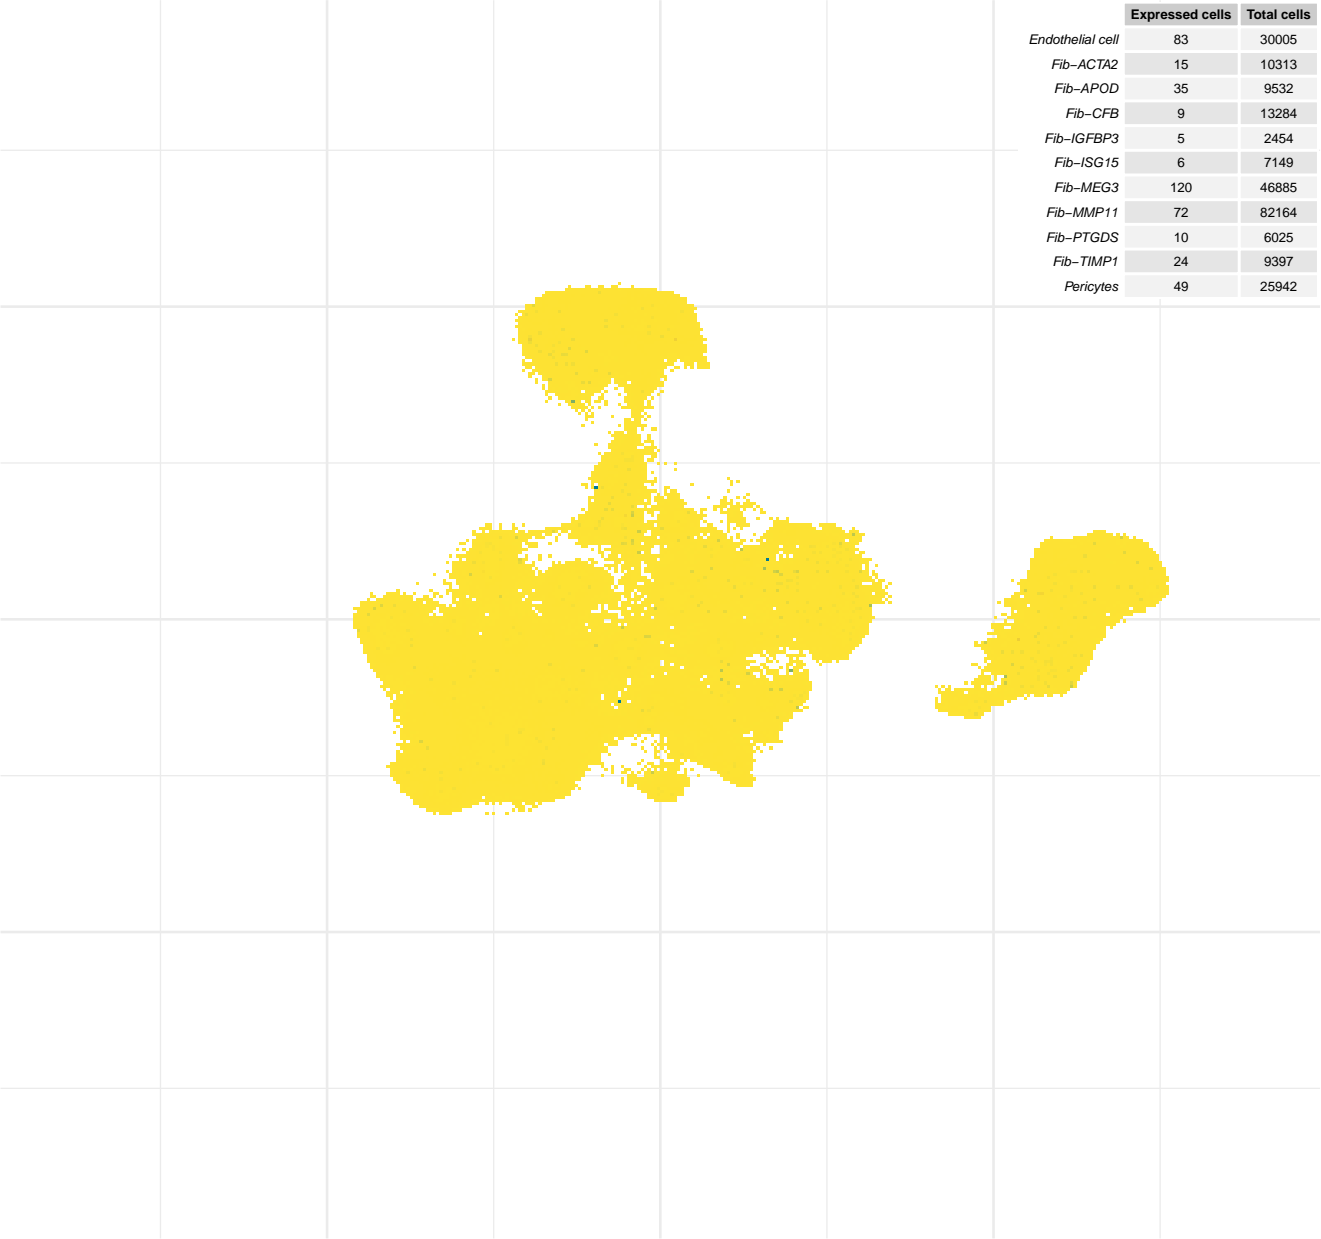 Expressed cells Total cells
Endothelial cell 83 30005
Fib−ACTA2 15 10313
Fib−APOD 35 9532
Fib−CFB 9 13284
Fib−IGFBP3 5 2454
Fib−ISG15 6 7149
Fib−MEG3 120 46885
Fib−MMP11 72 82164
Fib−PTGDS 10 6025
Fib−TIMP1 24 9397
Pericytes 49 25942